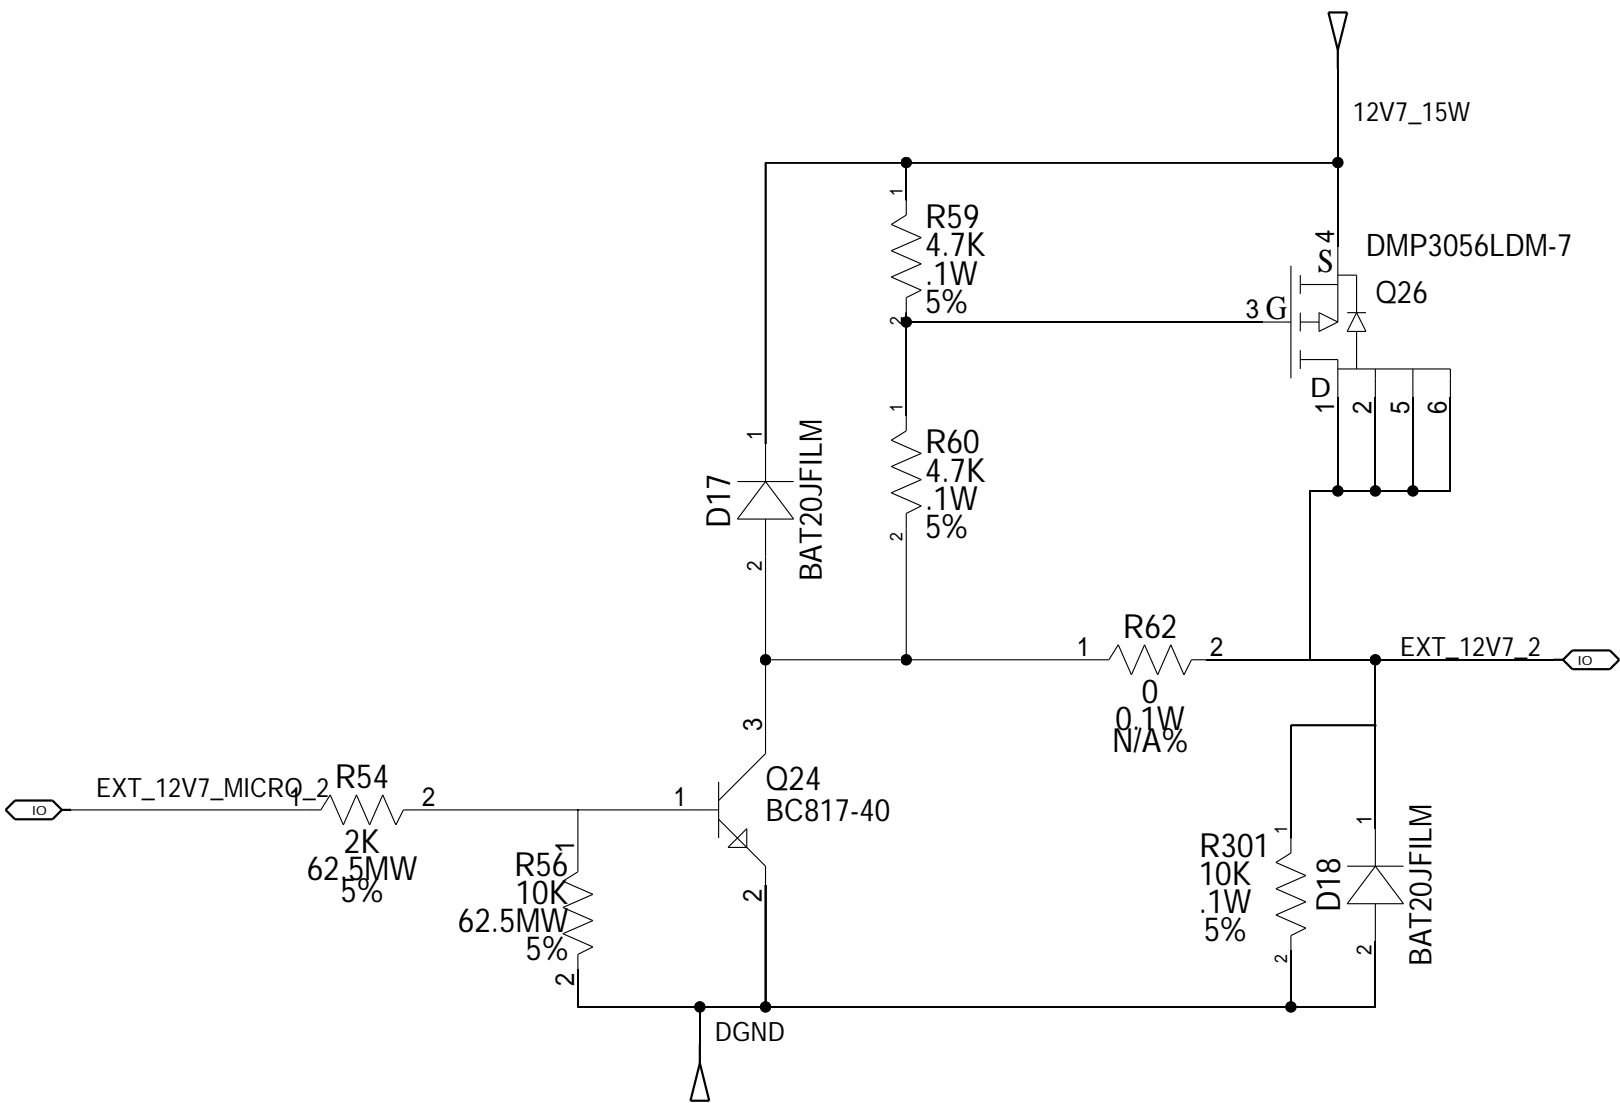 12V7_15W
1
R59
4.7K
.1W
5%
2
4
S
DMP3056LDM-7
Q26
3 G
D
1 2 5 6
1
D17
BAT20JFILM
2
1
R60
4.7K
.1W
5%
2
1
R62
2
0
0.1W
N/A%
EXT_12V7_2
IO
3
Q24
BC817-40
1
2
IO
EXT_12V7_MICRO_2
1
R54
2
2K
62.5MW
5%
1
R56
10K
62.5MW
5%
2
1
R301
10K
.1W
5%
2
1
D18
BAT20JFILM
2
DGND